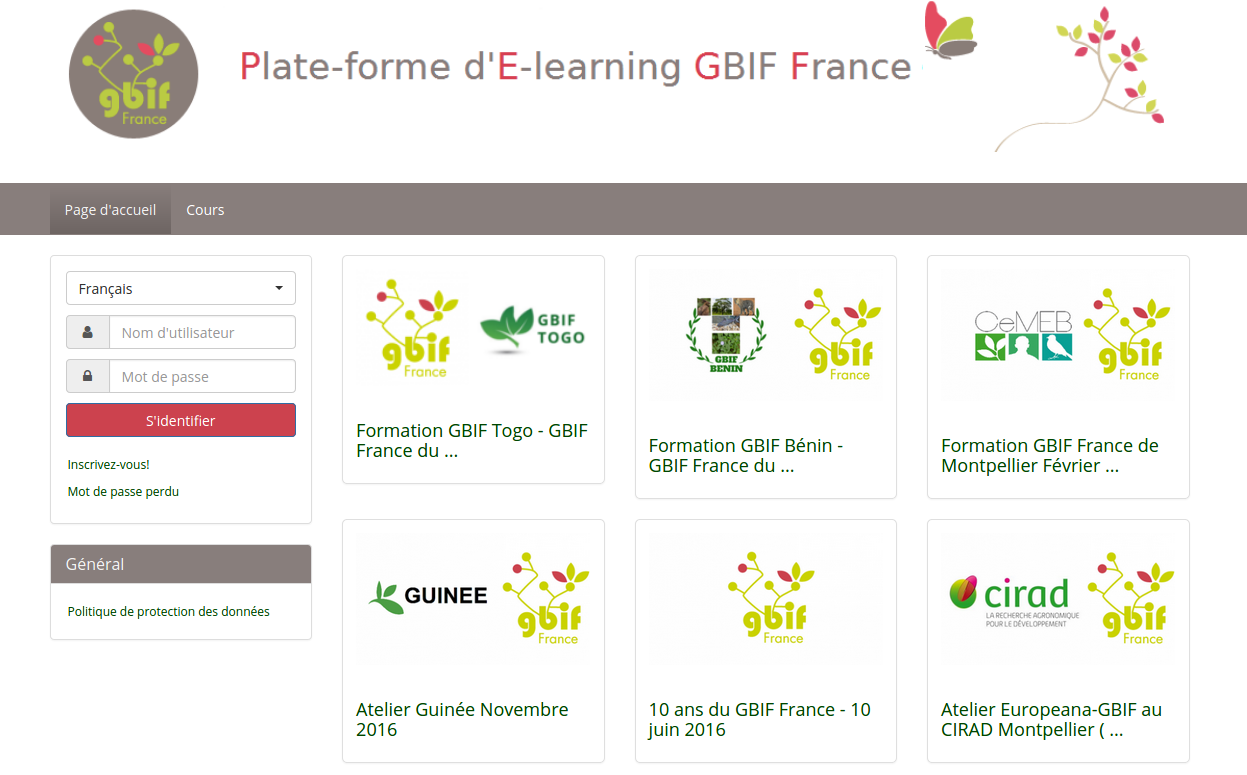 gbif
France
Plate-forme d'E-learning GBIF France
Page d'accueil
Cours
Français
Nom d'utilisateur
Mot de passe
S'identifier
Inscrivez-vous!
Mot de passe perdu
Général
Politique de protection des données
gbif
France
GBIF
TOGO
Formation GBIF Togo - GBIF
France du ...
GBIF
BENIN
gbif
France
Formation GBIF Bénin -
GBIF France du ...
CeMEB
gbif
France
Formation GBIF France de
Montpellier Février ...
GUINEE
gbif
France
Atelier Guinée Novembre
2016
gbif
France
10 ans du GBIF France - 10
juin 2016
cirad
LA RECHERCHE AGRONOMIQUE
POUR LE DÉVELOPPEMENT
gbif
France
Atelier Europeana-GBIF au
CIRAD Montpellier ( ...